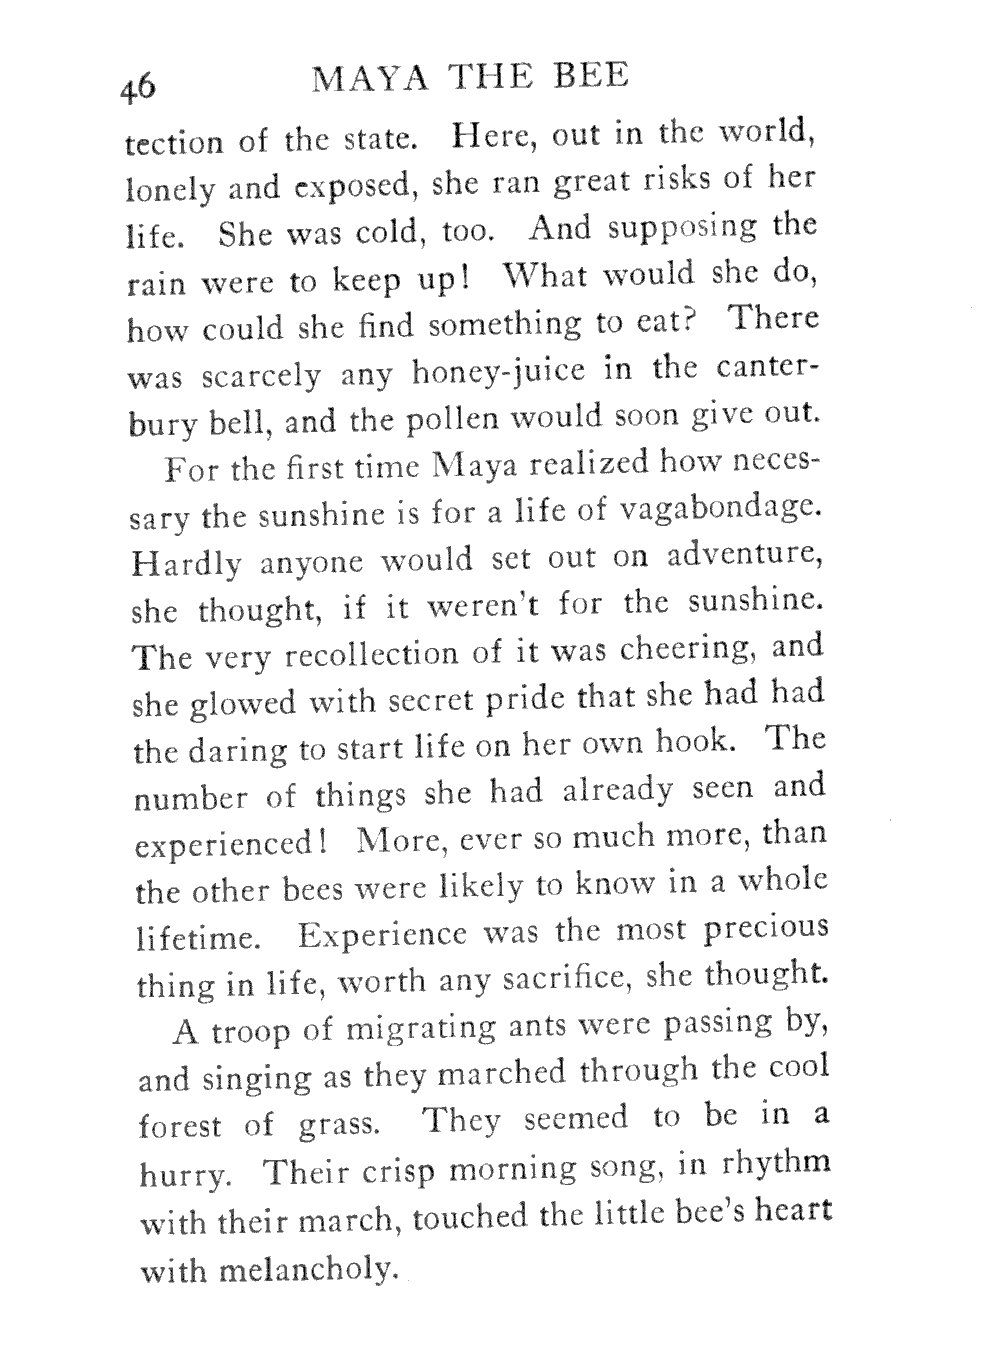 46 MAYA THE BEE
tection of the state. Here, out in the world,
lonely and exposed, she ran great risks of her
life. She was cold, too. And supposing the
rain were to keep up! What would she do,
how could she find something to eat? There
was scarcely any honey-juice in the canter-
bury bell, and the pollen would soon give out.
For the first time Maya realized how neces-
sary the sunshine is for a life of vagabondage.
Hardly anyone would set out on adventure,
she thought, if it weren't for the sunshine.
The very recollection of it was cheering, and
she glowed with secret pride that she had had
the daring to start life on her own hook. The
number of things she had already seen and
experienced! More, ever so much more, than
the other bees were likely to know in a whole
lifetime. Experience was the most precious
thing in life, worth any sacrifice, she thought.
A troop of migrating ants were passing by,
and singing as they marched through the cool
forest of grass. They seemed to be in a
hurry. Their crisp morning song, in rhythm
with their march, touched the little bee's heart
with melancholy.